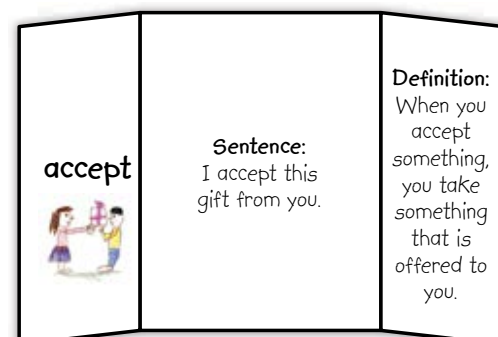 accept
Sentence:
I accept this
gift from you.
Definition:
When you
accept
something,
you take
something
that is
offered to
you.